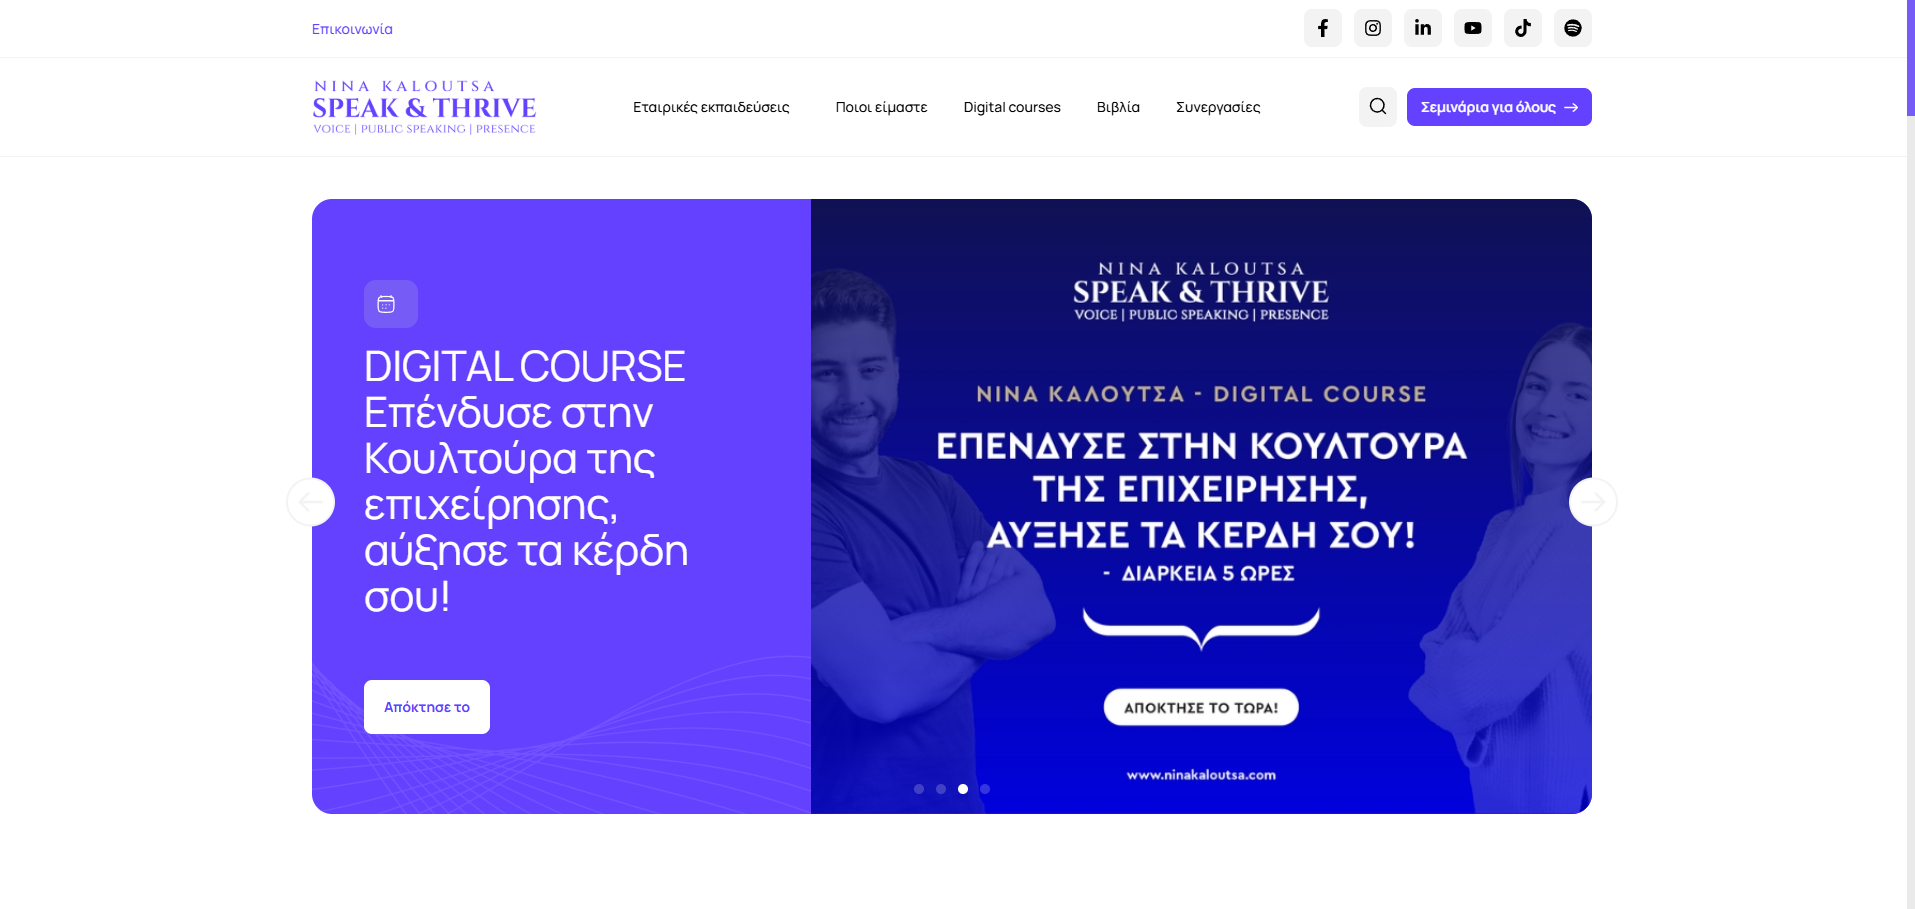 Επικοινωνία
NINA KALOUTSA
SPEAK & THRIVE
VOICE | PUBLIC SPEAKING | PRESENCE
Εταιρικές εκπαιδεύσεις
Ποιοι είμαστε
Digital courses
Βιβλία
Συνεργασίες
Σεμινάρια για όλους
DIGITAL COURSE
Επένδυσε στην
Κουλτούρα της
επιχείρησης,
αύξησε τα κέρδη
σου!
Απόκτησε το
NINA KALOUTSA
SPEAK & THRIVE
VOICE | PUBLIC SPEAKING | PRESENCE
ΝΙΝΑ ΚΑΛΟΥΤΣΑ - DIGITAL COURSE
ΕΠΕΝΔΥΣΕ ΣΤΗΝ ΚΟΥΛΤΟΥΡΑ
ΤΗΣ ΕΠΙΧΕΙΡΗΣΗΣ,
ΑΥΞΗΣΕ ΤΑ ΚΕΡΔΗ ΣΟΥ!
- ΔΙΑΡΚΕΙΑ 5 ΩΡΕΣ
ΑΠΟΚΤΗΣΕ ΤΟ ΤΩΡΑ!
www.ninakaloutsa.com